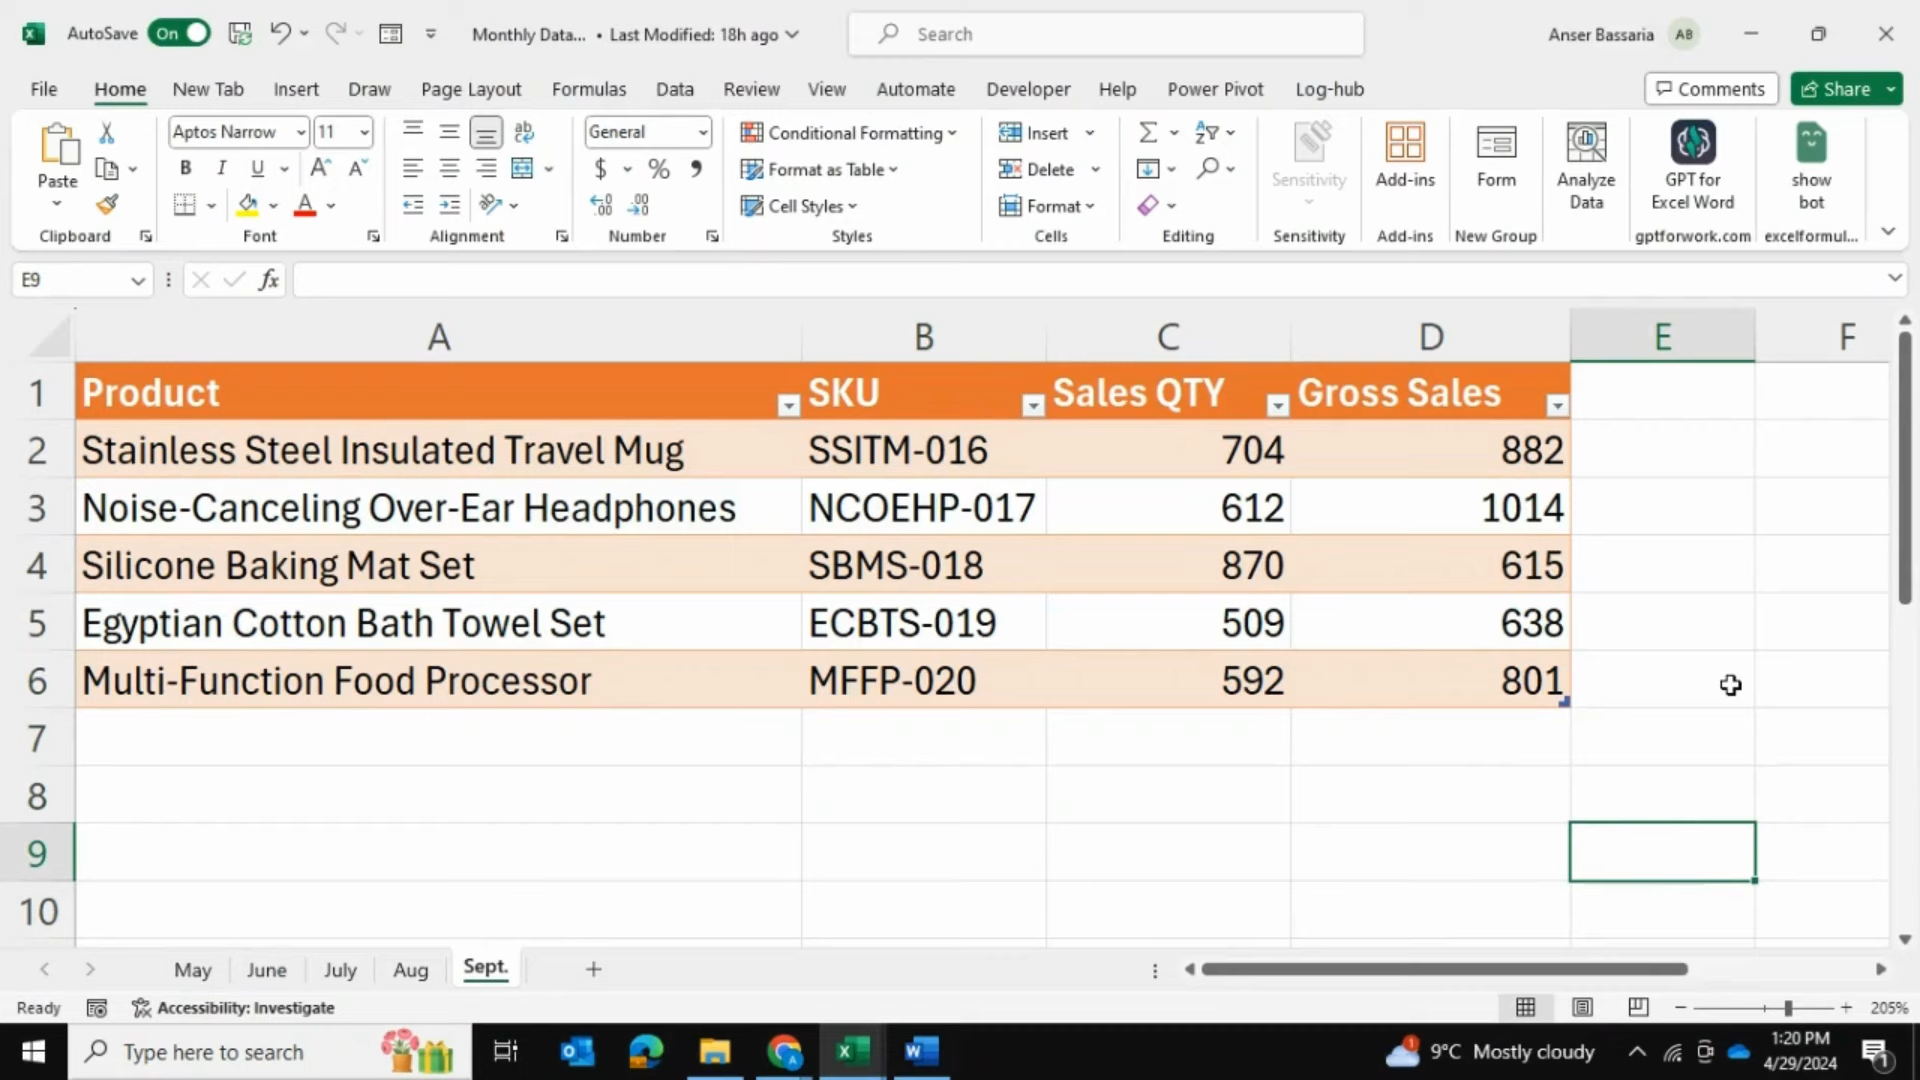 AutoSave On Monthly Data... • Last Modified: 18h ago Search Anser Bassaria AB
File Home New Tab Insert Draw Page Layout Formulas Data Review View Automate Developer Help Power Pivot Log-hub Comments Share
Paste
Clipboard
Aptos Narrow 11
B I U A A
A
Font
ab
c
Alignment
General
$ % 9
.00
.00
Number
Conditional Formatting
Format as Table
Cell Styles
Styles
Insert
Delete
Format
Cells
Editing
Sensitivity
Sensitivity
Add-ins
Add-ins
Form
New Group
Analyze
Data
GPT for
Excel Word
gptforwork.com
show
bot
excelformul...
E9 fx
A B C D E F
1 Product SKU Sales QTY Gross Sales
2 Stainless Steel Insulated Travel Mug SSITM-016 704 882
3 Noise-Canceling Over-Ear Headphones NCOEHP-017 612 1014
4 Silicone Baking Mat Set SBMS-018 870 615
5 Egyptian Cotton Bath Towel Set ECBTS-019 509 638
6 Multi-Function Food Processor MFFP-020 592 801
7
8
9
10
May June July Aug Sept. +
Ready Accessibility: Investigate 205%
Type here to search 1 9°C Mostly cloudy 1:20 PM
4/29/2024 1